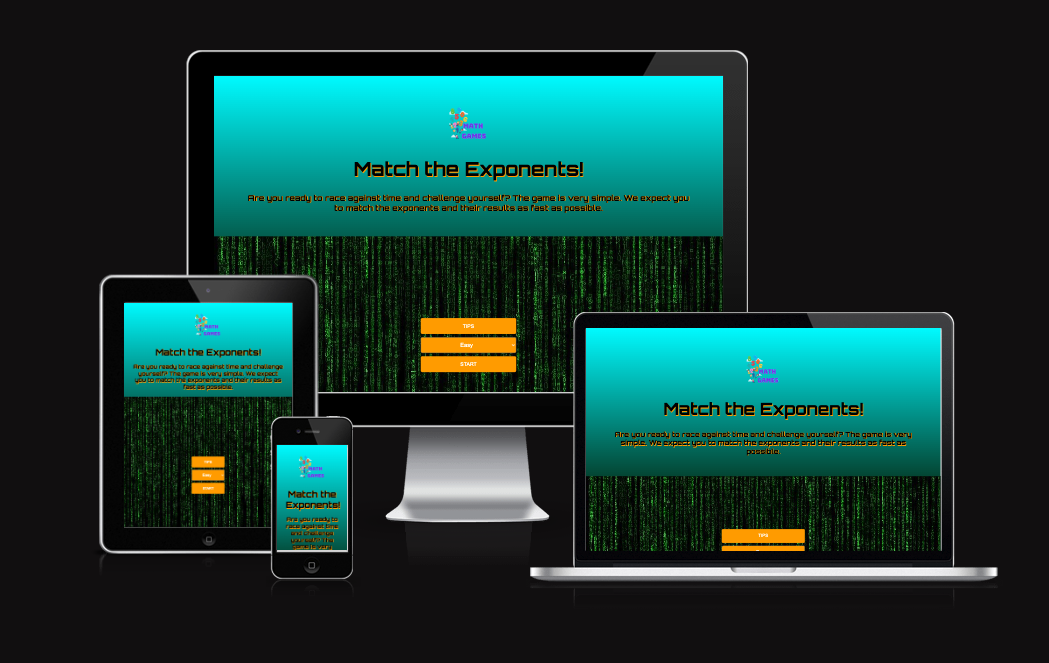 MATH
GAMES
Match the Exponents!
Are you ready to race against time and challenge yourself? The game is very simple. We expect you
to match the exponents and their results as fast as possible.
TIPS
Easy
START
MATH
GAMES
Match the Exponents!
Are you ready to race against time and challenge
yourself? The game is very simple. We expect
you to match the exponents and their results as
fast as possible.
TIPS
Easy
START
MATH
GAMES
Match the
Exponents!
Are you ready to
race against time
and challenge
yourself? The
game is very
MATH
GAMES
Match the Exponents!
Are you ready to race against time and challenge yourself? The game is very
simple. We expect you to match the exponents and their results as fast as
possible.
TIPS